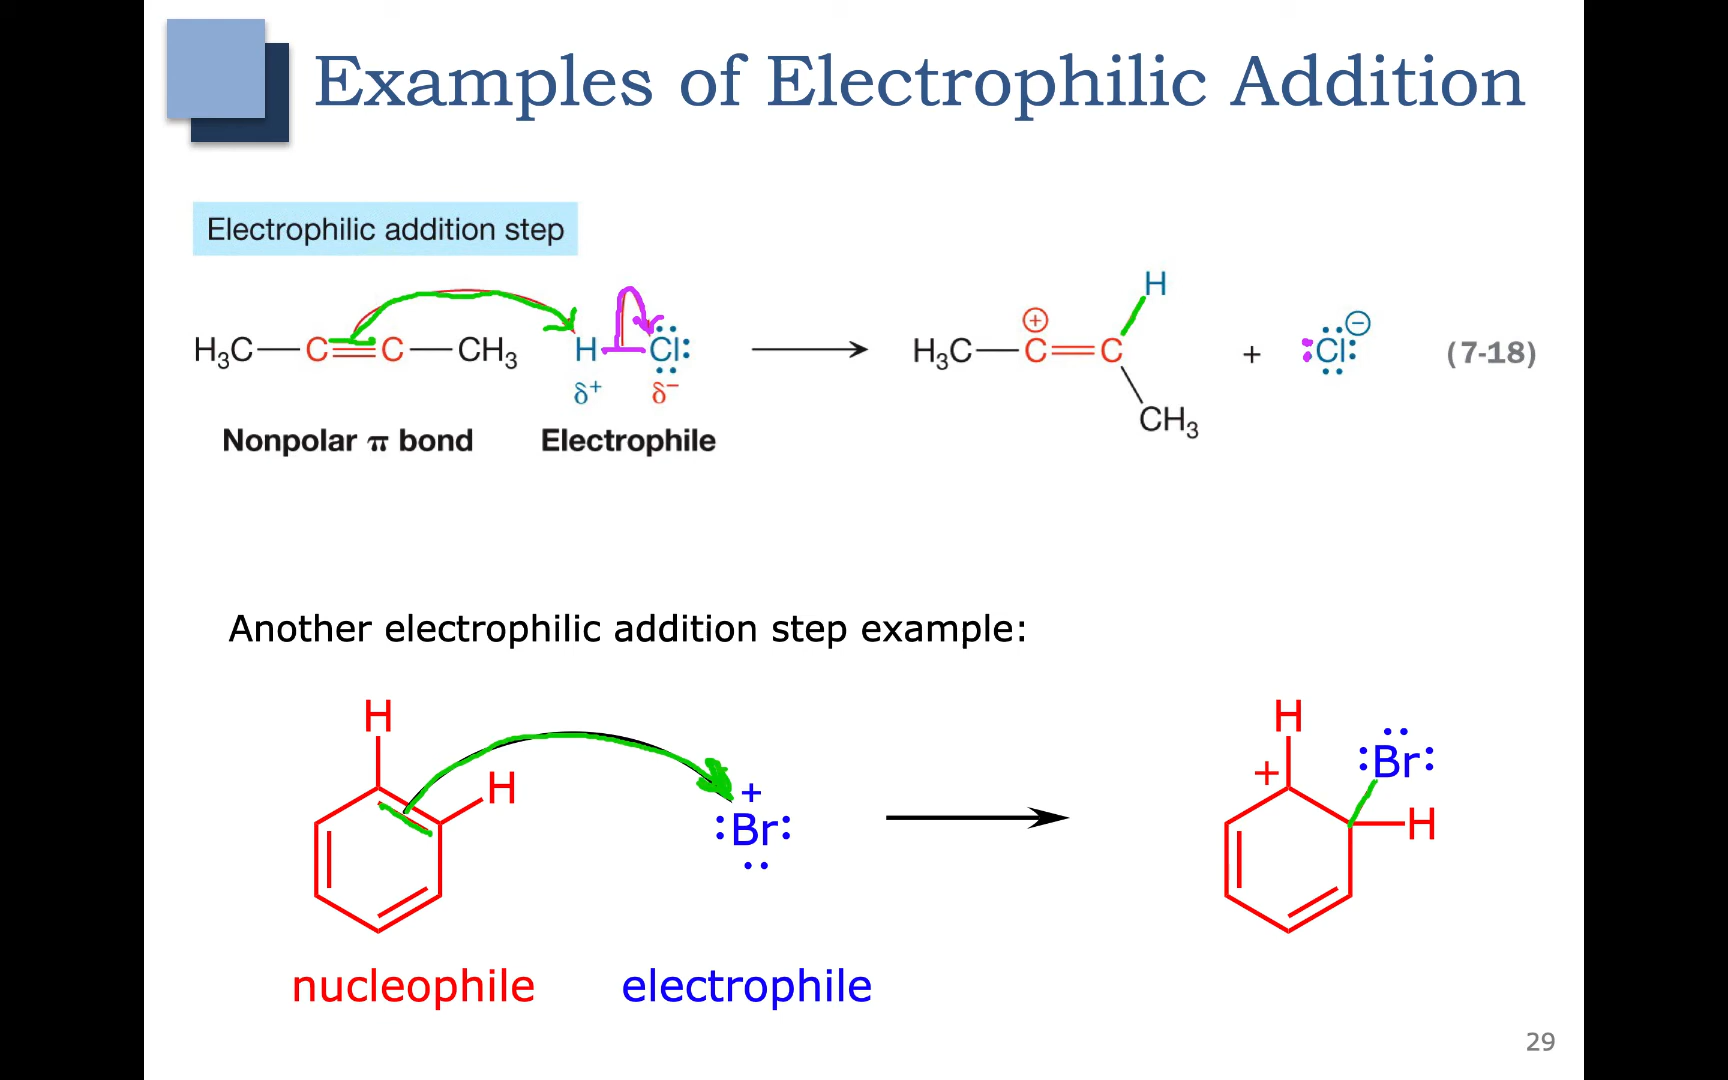 Examples of Electrophilic Addition
Electrophilic addition step
H₃C—C≡C—CH₃ H—Cl: ⟶ H₃C—C⊕=C H CH₃ + :Cl:⊖ (7-18)
δ⁺ δ⁻
Nonpolar π bond Electrophile
Another electrophilic addition step example:
H H + :Br: ⟶ H + :Br: H
nucleophile electrophile
29